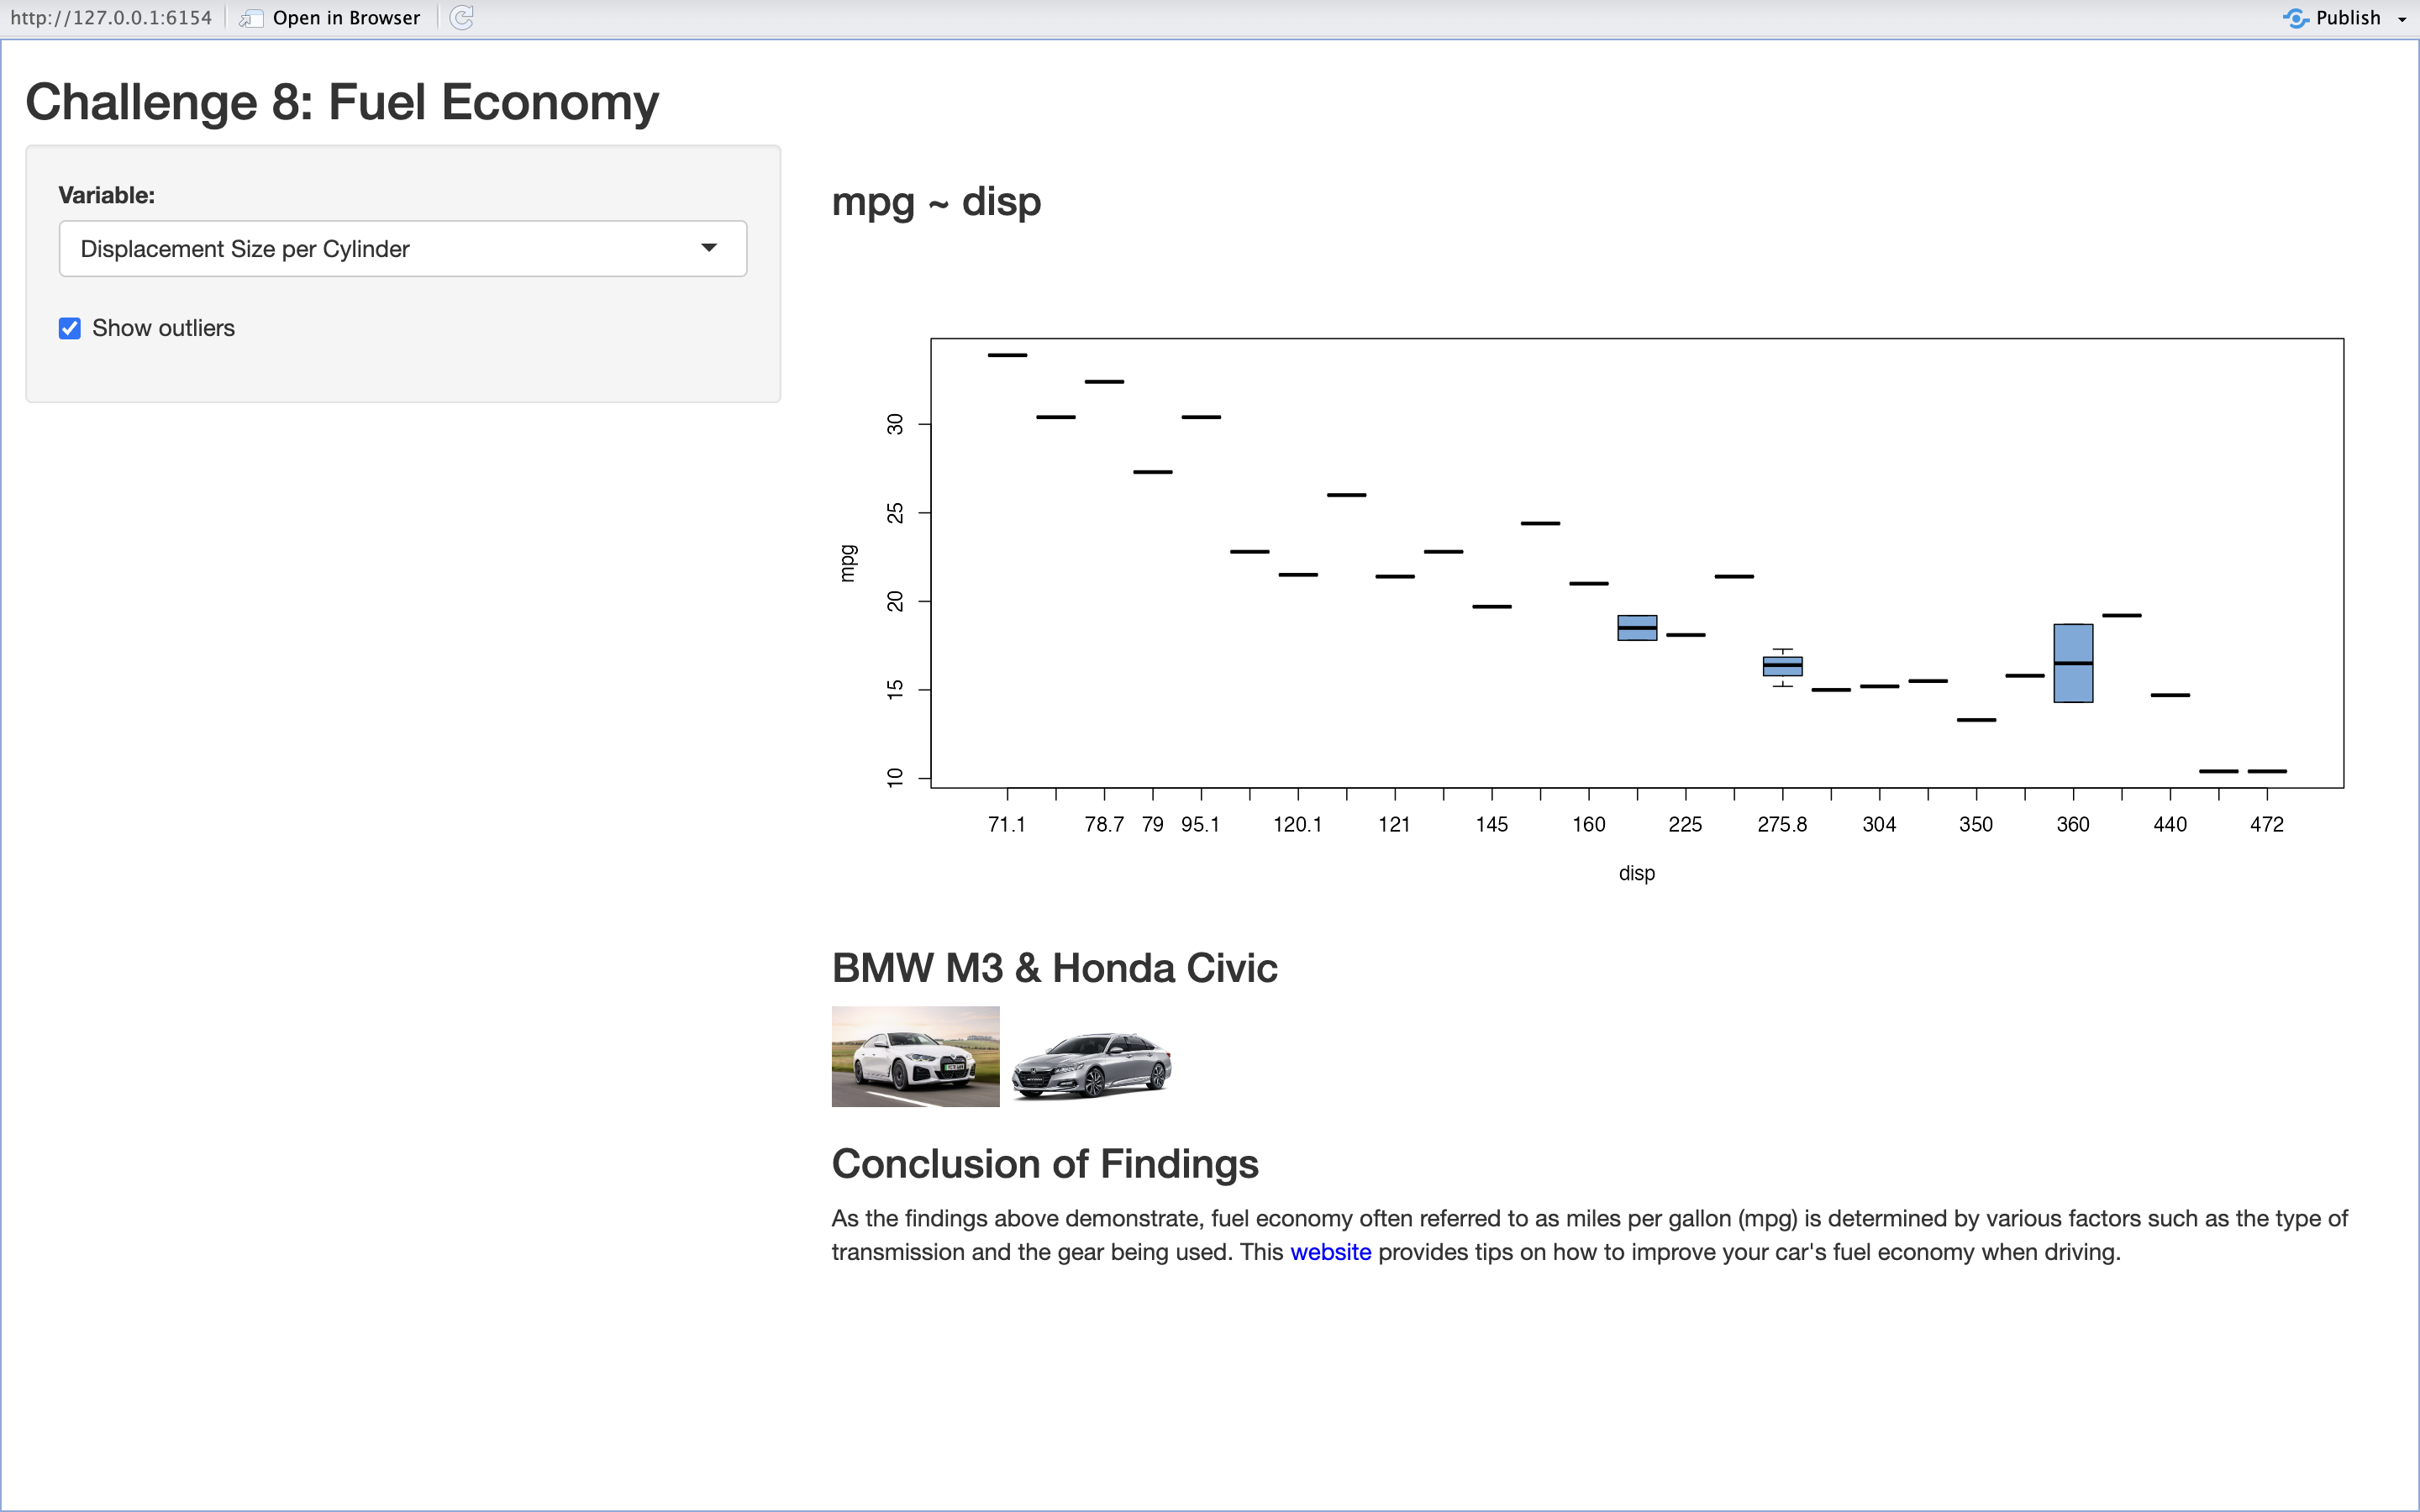 http://127.0.0.1:6154 Open in Browser Publish
Challenge 8: Fuel Economy
Variable:
Displacement Size per Cylinder
Show outliers
mpg ~ disp
30
25
20
15
10
mpg
71.1 78.7 79 95.1 120.1 121 145 160 225 275.8 304 350 360 440 472
disp
BMW M3 & Honda Civic
Conclusion of Findings
As the findings above demonstrate, fuel economy often referred to as miles per gallon (mpg) is determined by various factors such as the type of
transmission and the gear being used. This website provides tips on how to improve your car's fuel economy when driving.